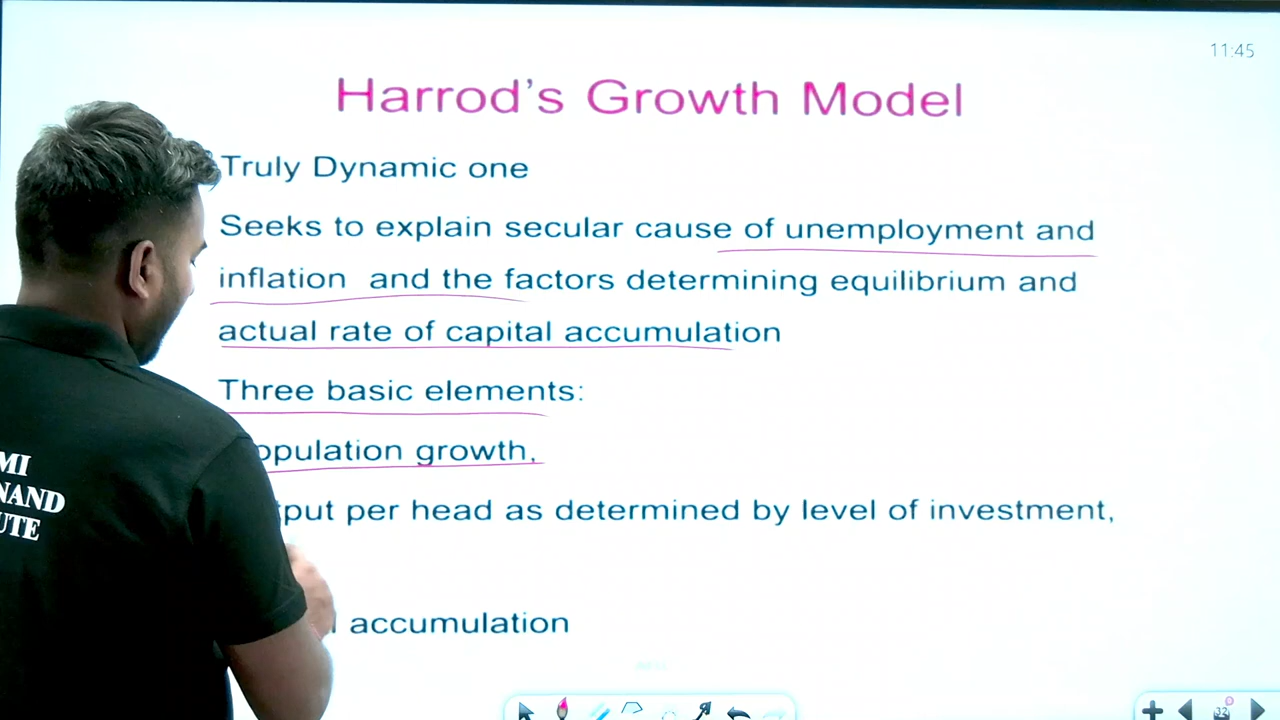 11:45
Harrod's Growth Model
Truly Dynamic one
Seeks to explain secular cause of unemployment and
inflation and the factors determining equilibrium and
actual rate of capital accumulation
Three basic elements:
opulation growth,
tput per head as determined by level of investment,
l accumulation
MI
NAND
UTE
32